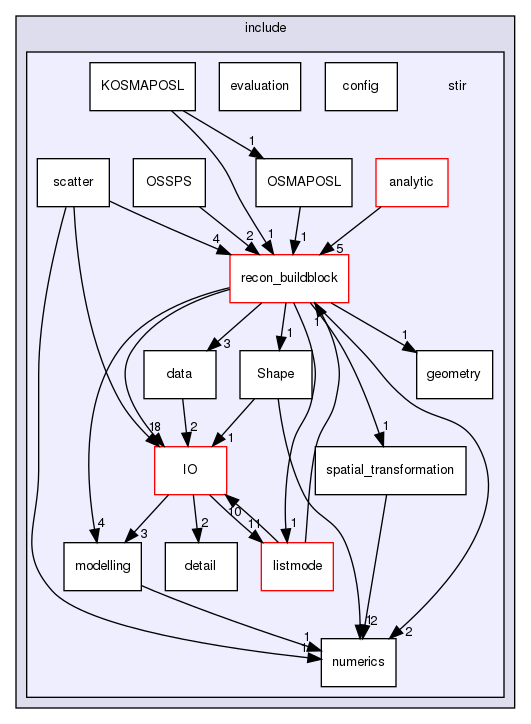 include
KOSMAPOSL
evaluation
config
stir
1
scatter
OSSPS
OSMAPOSL
analytic
4
2
1
1
5
recon_buildblock
1
1
3
1
data
Shape
geometry
18
2
1
1
IO
spatial_transformation
10
11
4
3
2
1
modelling
detail
listmode
1
1
12
2
numerics